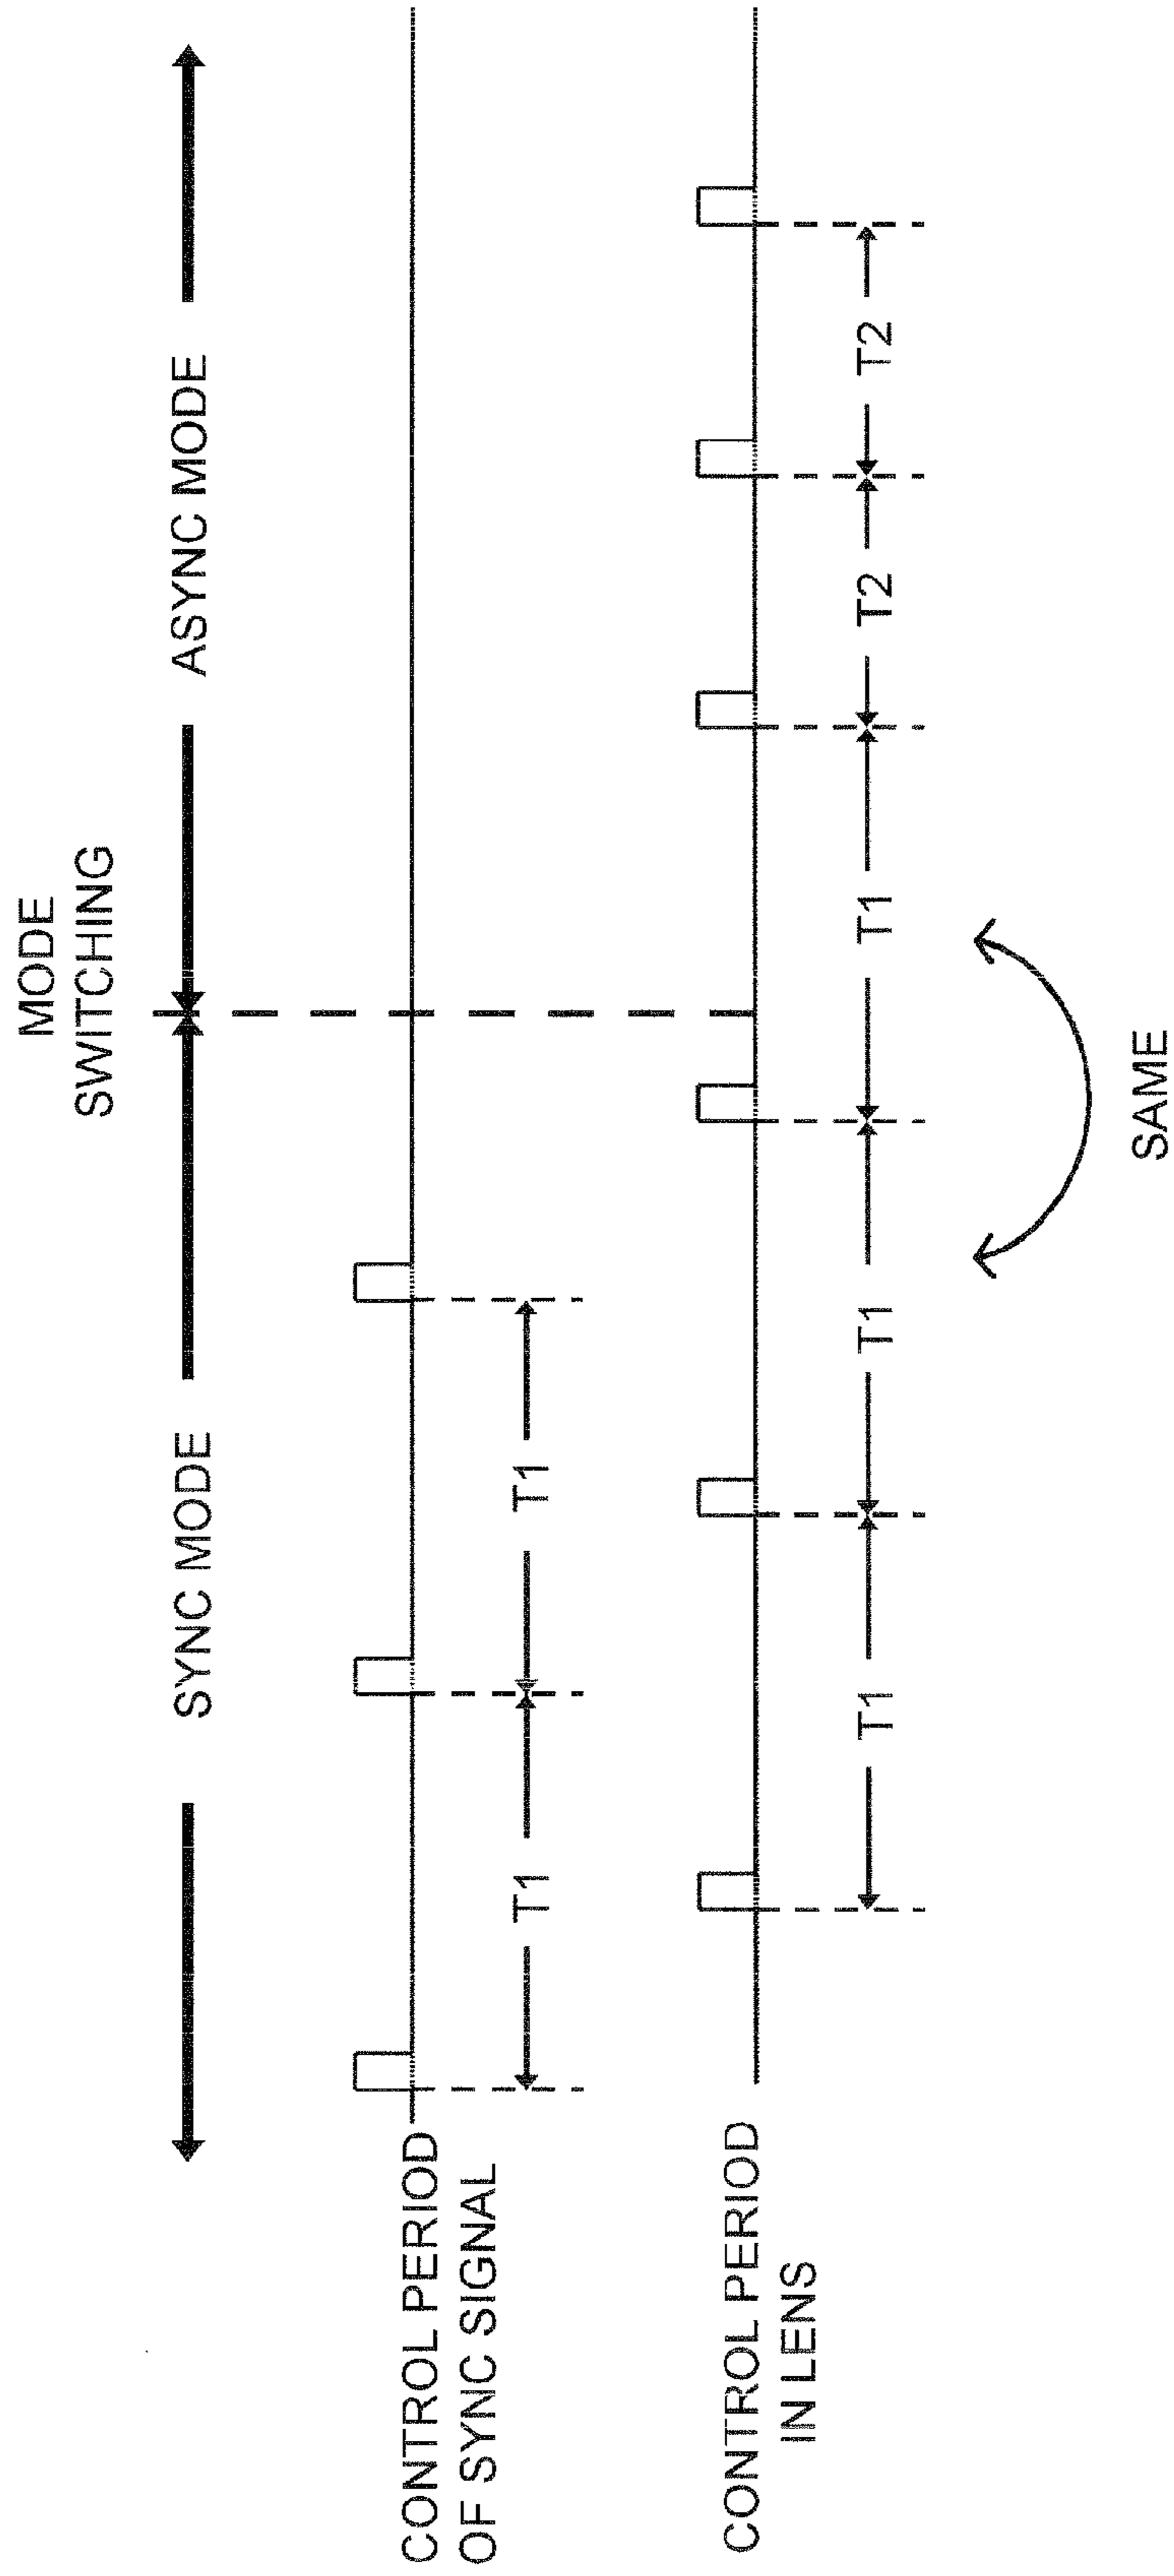 MODE
SWITCHING
SYNC MODE
ASYNC MODE
CONTROL PERIOD
OF SYNC SIGNAL
T1
T1
CONTROL PERIOD
IN LENS
T1
T1
T1
T2
T2
SAME